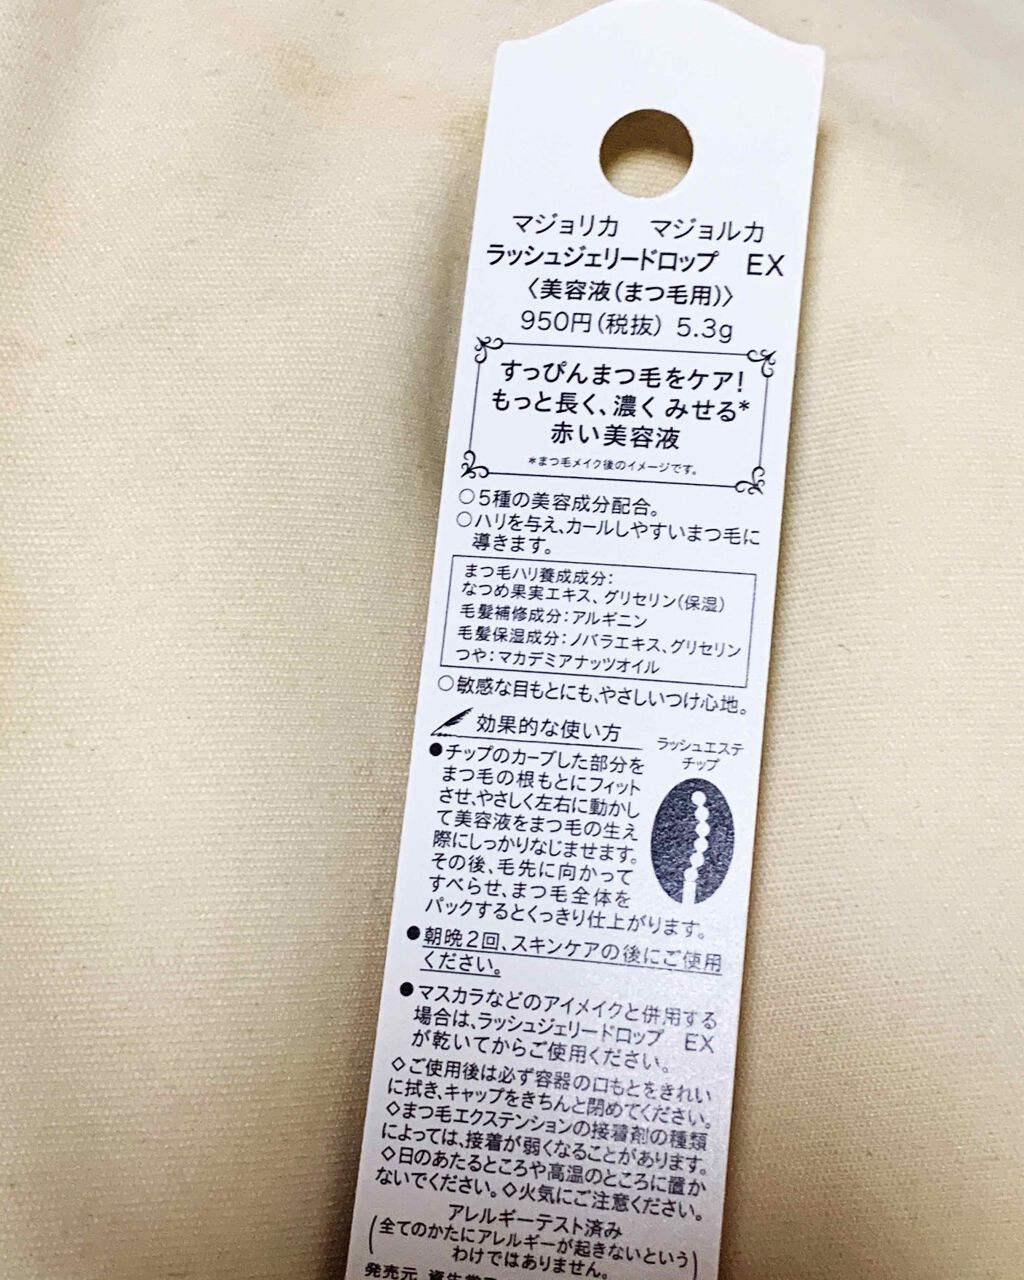 マジョリカ　マジョルカ
ラッシュジェリードロップ　EX
〈美容液（まつ毛用）〉
950円（税抜） 5.3g
すっぴんまつ毛をケア！
もっと長く、濃く みせる*
赤い美容液
*まつ毛メイク後のイメージです。
○5種の美容成分配合。
○ハリを与え、カールしやすいまつ毛に
導きます。
まつ毛ハリ養成成分：
なつめ果実エキス、グリセリン（保湿）
毛髪補修成分：アルギニン
毛髪保湿成分：ノバラエキス、グリセリン
つや：マカデミアナッツオイル
○敏感な目もとにも、やさしいつけ心地。
効果的な使い方
ラッシュエステ
チップ
●チップのカーブした部分を
まつ毛の根もとにフィット
させ、やさしく左右に動かし
て美容液をまつ毛の生え
際にしっかりなじませます。
その後、毛先に向かって
すべらせ、まつ毛全体を
パックするとくっきり仕上がります。
●朝晩2回、スキンケアの後にご使用
ください。
●マスカラなどのアイメイクと併用する
場合は、ラッシュジェリードロップ　EX
が乾いてからご使用ください。
◇ご使用後は必ず容器の口もとをきれい
に拭き、キャップをきちんと閉めてください。
◇まつ毛エクステンションの接着剤の種類
によっては、接着が弱くなることがあります。
◇日のあたるところや高温のところに置か
ないでください。◇火気にご注意ください。
アレルギーテスト済み
（全てのかたにアレルギーが起きないという
わけではありません。）
発売元 資生堂